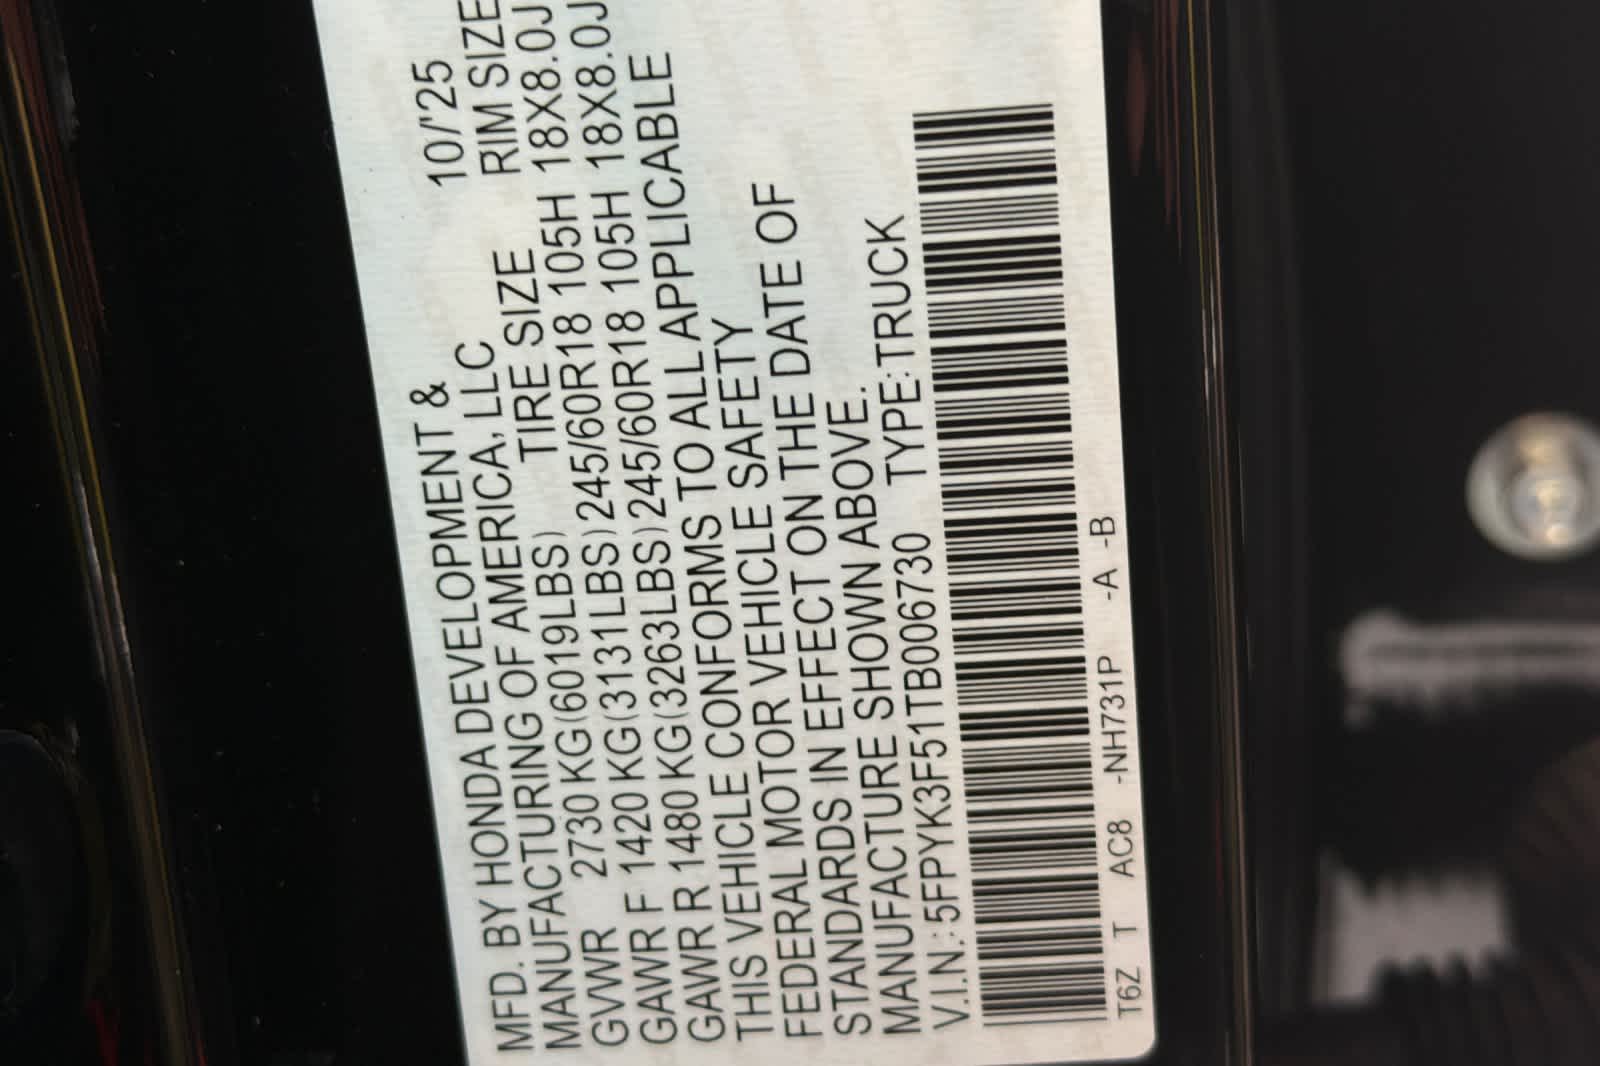 MFD. BY HONDA DEVELOPMENT & 10/'25
MANUFACTURING OF AMERICA, LLC
TIRE SIZE RIM SIZE
GVWR 2730 KG(6019LBS)
GAWR F 1420 KG(3131LBS)245/60R18 105H 18X8.0J
GAWR R 1480 KG(3263LBS)245/60R18 105H 18X8.0J
THIS VEHICLE CONFORMS TO ALL APPLICABLE
FEDERAL MOTOR VEHICLE SAFETY
STANDARDS IN EFFECT ON THE DATE OF
MANUFACTURE SHOWN ABOVE.
V.I.N.:5FPYK3F51TB006730 TYPE:TRUCK
T6Z T AC8 -NH731P -A -B